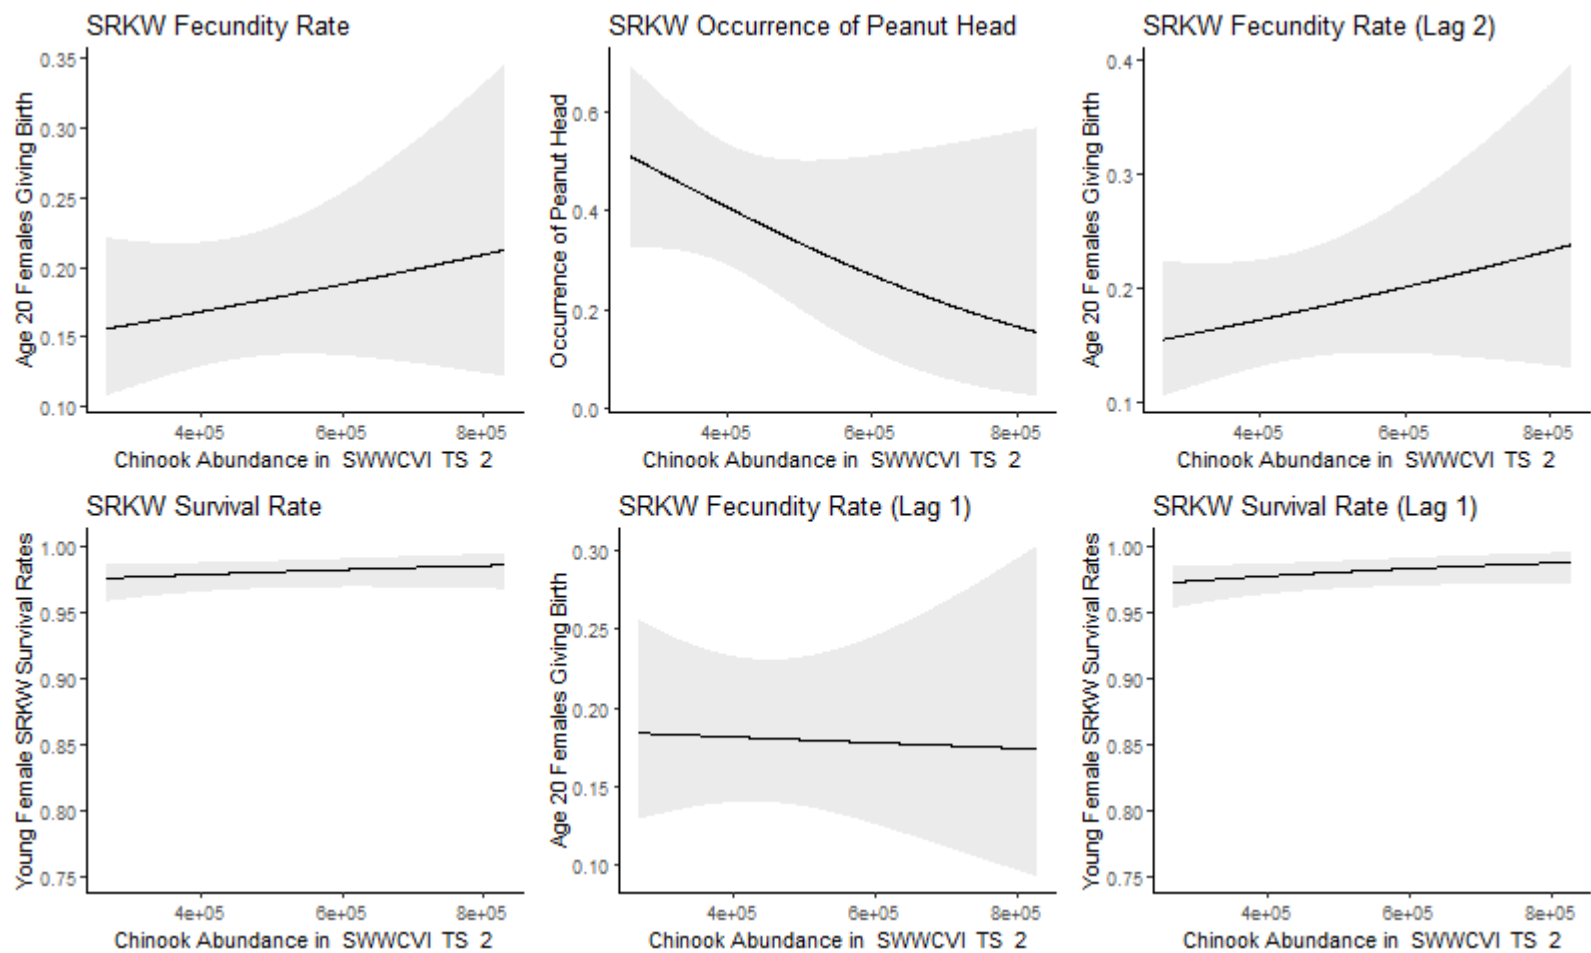 SRKW Fecundity Rate
Age 20 Females Giving Birth
0.35
0.30
0.25
0.20
0.15
0.10
4e+05 6e+05 8e+05
Chinook Abundance in SWWCVI TS 2
SRKW Occurrence of Peanut Head
Occurrence of Peanut Head
0.6
0.4
0.2
0.0
4e+05 6e+05 8e+05
Chinook Abundance in SWWCVI TS 2
SRKW Fecundity Rate (Lag 2)
Age 20 Females Giving Birth
0.4
0.3
0.2
0.1
4e+05 6e+05 8e+05
Chinook Abundance in SWWCVI TS 2
SRKW Survival Rate
Young Female SRKW Survival Rates
1.00
0.95
0.90
0.85
0.80
0.75
4e+05 6e+05 8e+05
Chinook Abundance in SWWCVI TS 2
SRKW Fecundity Rate (Lag 1)
Age 20 Females Giving Birth
0.30
0.25
0.20
0.15
0.10
4e+05 6e+05 8e+05
Chinook Abundance in SWWCVI TS 2
SRKW Survival Rate (Lag 1)
Young Female SRKW Survival Rates
1.00
0.95
0.90
0.85
0.80
0.75
4e+05 6e+05 8e+05
Chinook Abundance in SWWCVI TS 2